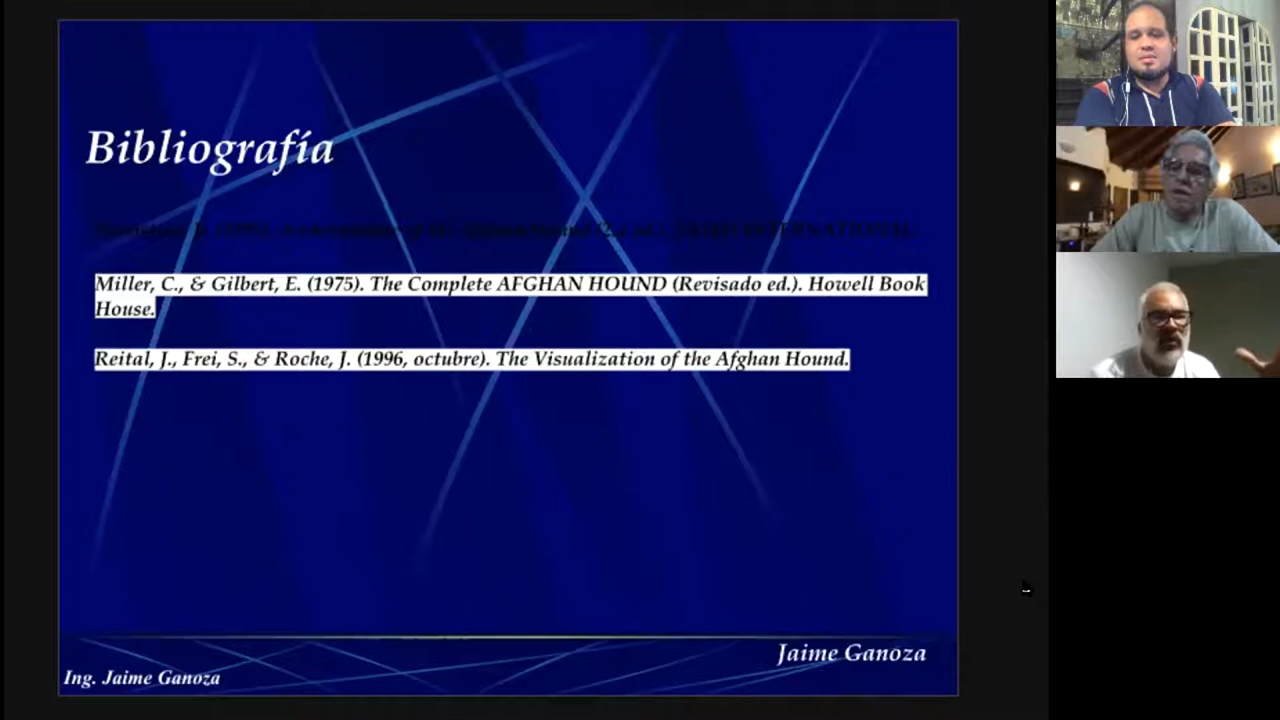 Bibliografía
Miller, C., & Gilbert, E. (1975). The Complete AFGHAN HOUND (Revisado ed.). Howell Book
House.
Reital, J., Frei, S., & Roche, J. (1996, octubre). The Visualization of the Afghan Hound.
Jaime Ganoza
Ing. Jaime Ganoza